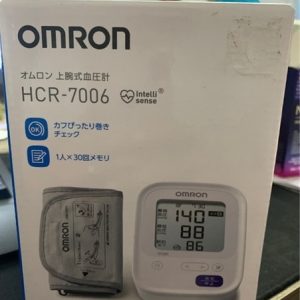 OMRON
オムロン 上腕式血圧計
HCR-7006
intelli
sense®
OK
カフぴったり巻き
チェック
1人×30回メモリ
OMRON
OMRON
140
88
86